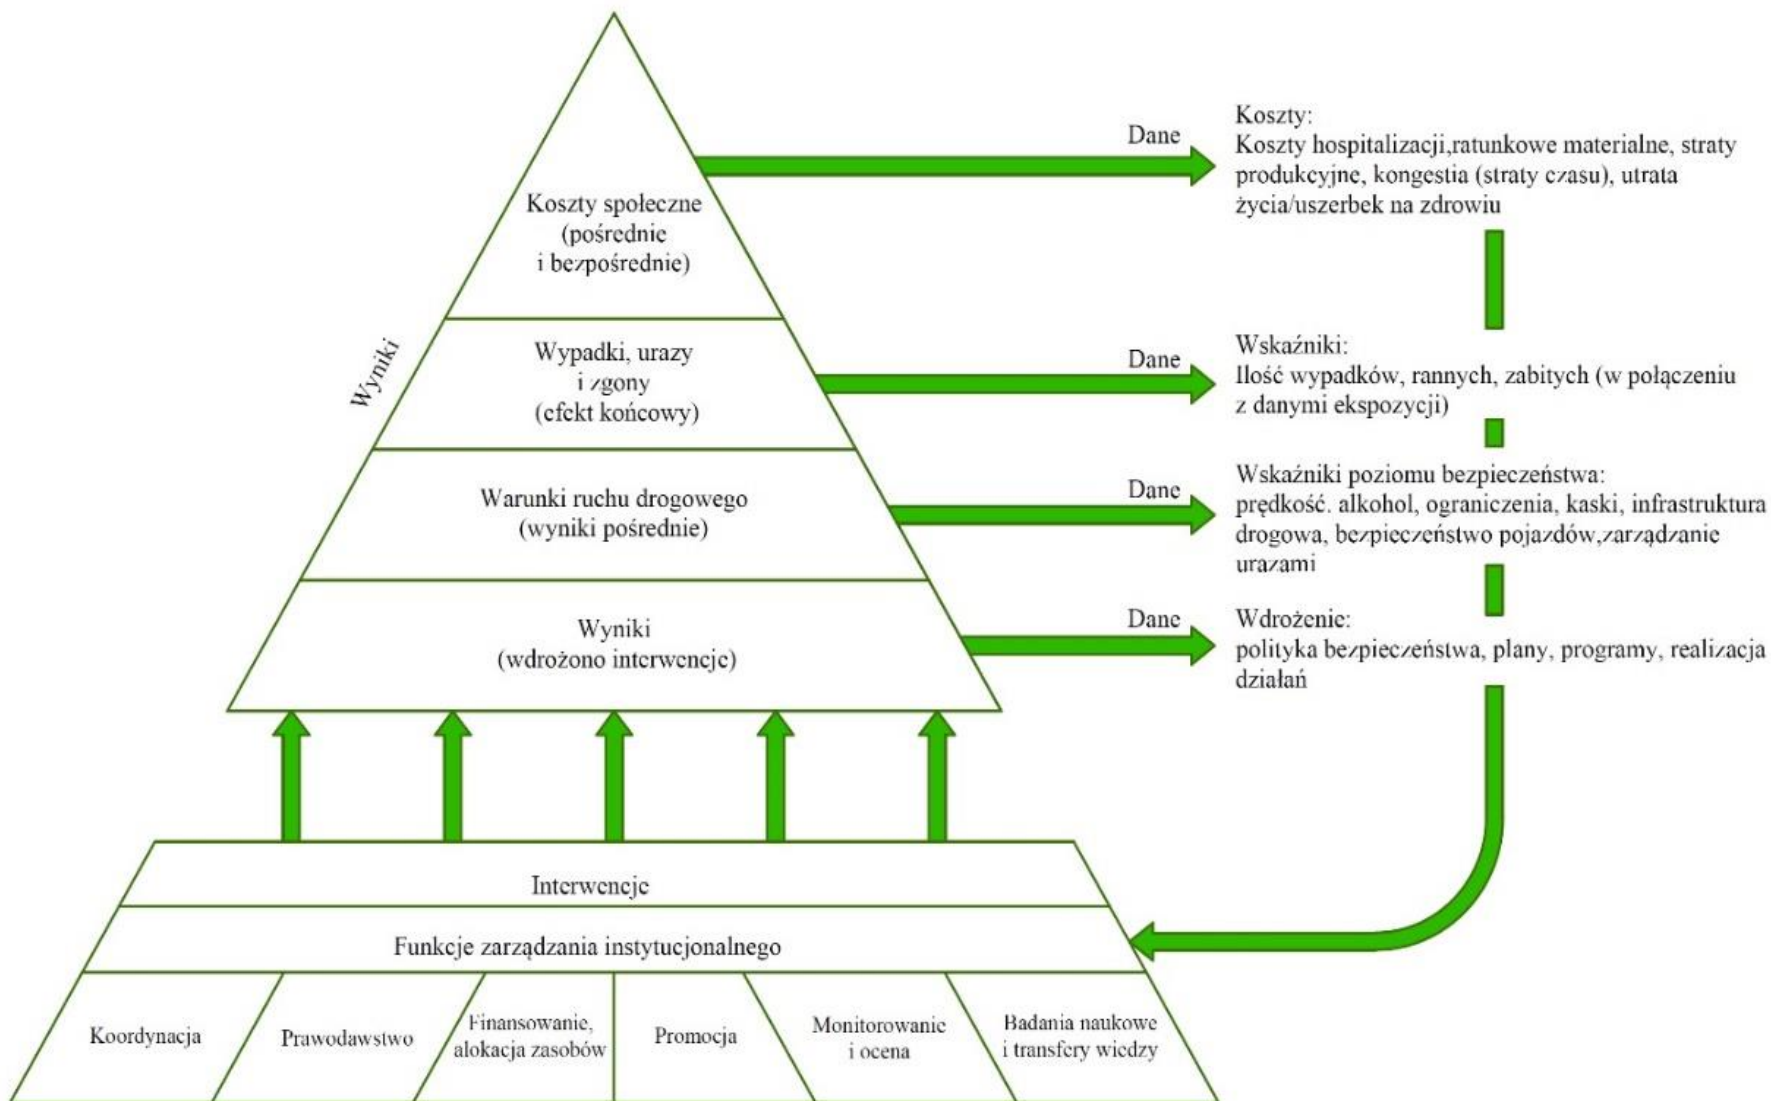 Dane
Koszty:
Koszty hospitalizacji,ratunkowe materialne, straty
produkcyjne, kongestia (straty czasu), utrata
życia/uszerbek na zdrowiu
Koszty społeczne
(pośrednie
i bezpośrednie)
Wyniki
Wypadki, urazy
i zgony
(efekt końcowy)
Dane
Wskaźniki:
Ilość wypadków, rannych, zabitych (w połączeniu
z danymi ekspozycji)
Warunki ruchu drogowego
(wyniki pośrednie)
Dane
Wskaźniki poziomu bezpieczeństwa:
prędkość. alkohol, ograniczenia, kaski, infrastruktura
drogowa, bezpieczeństwo pojazdów,zarządzanie
urazami
Wyniki
(wdrożono interwencje)
Dane
Wdrożenie:
polityka bezpieczeństwa, plany, programy, realizacja
działań
Interwencje
Funkcje zarządzania instytucjonalnego
Koordynacja
Prawodawstwo
Finansowanie,
alokacja zasobów
Promocja
Monitorowanie
i ocena
Badania naukowe
i transfery wiedzy